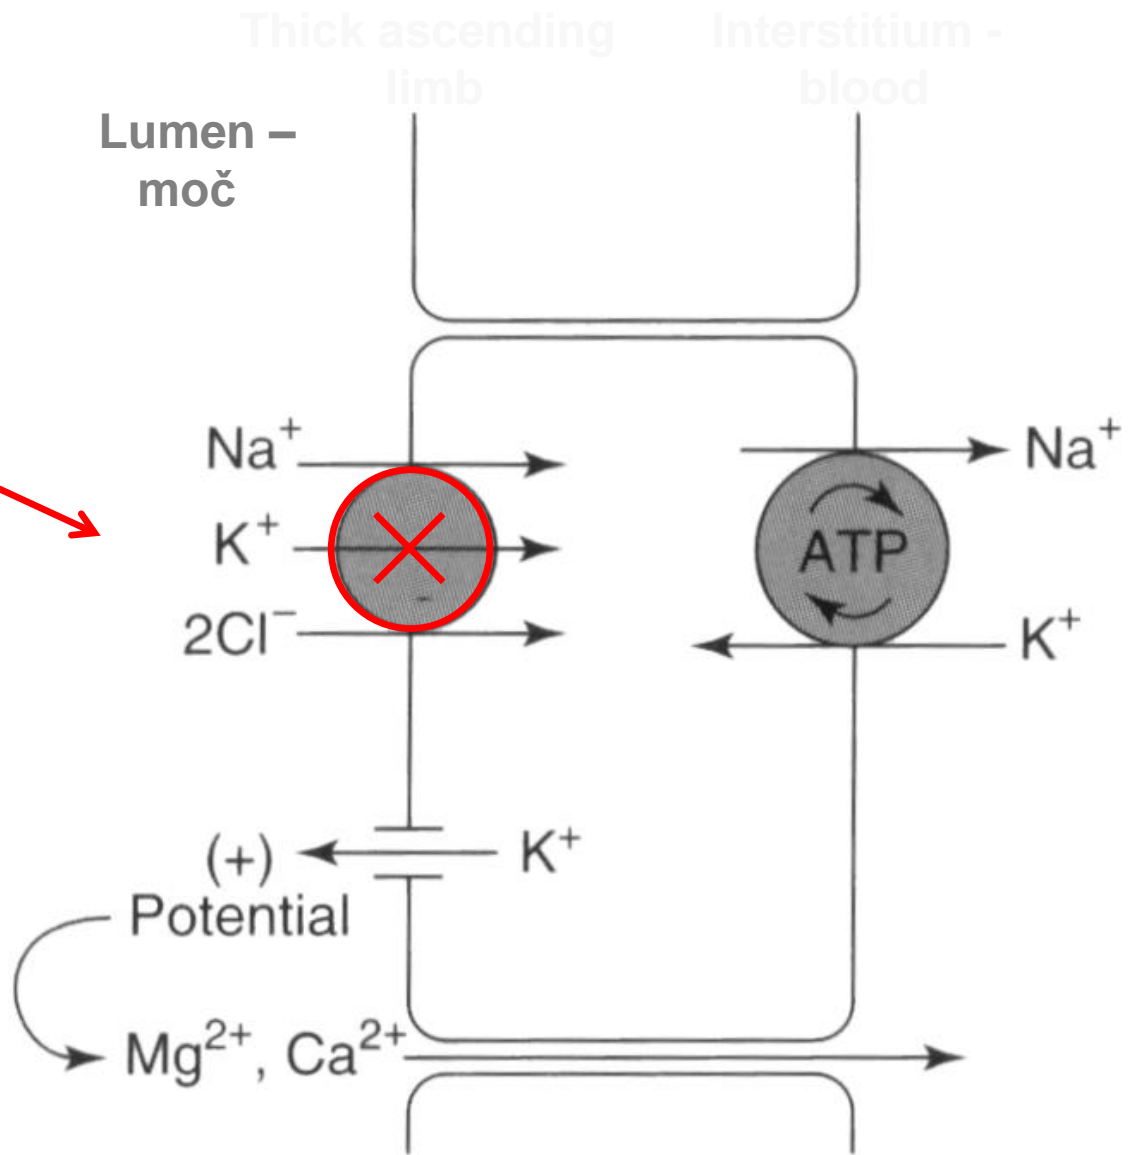 Thick ascending
limb
Interstitium -
blood
Lumen –
moč
Na⁺
K⁺
2Cl⁻
Na⁺
ATP
K⁺
(+)
K⁺
Potential
Mg²⁺, Ca²⁺